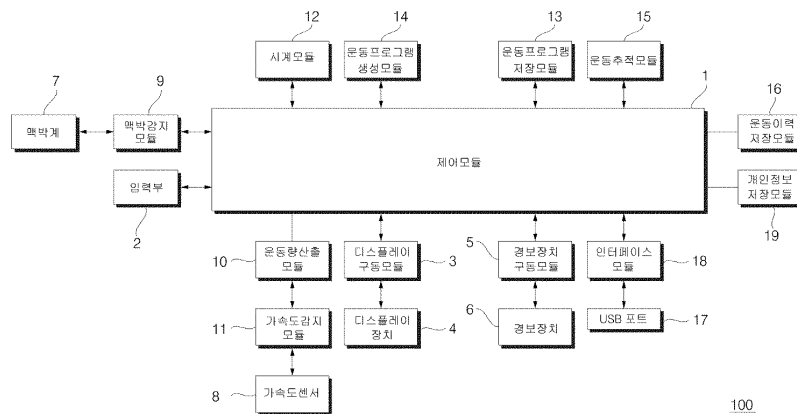 12
14
13
15
시계모듈
운동프로그램
생성모듈
운동프로그램
저장모듈
운동추적모듈
7
9
1
16
맥박계
맥박감지
모듈
제어모듈
운동이력
저장모듈
입력부
개인정보
저장모듈
2
19
10
운동량산출
모듈
디스플레이
구동모듈
3
5
경보장치
구동모듈
인터페이스
모듈
18
11
가속도감지
모듈
디스플레이
장치
4
6
경보장치
USB 포트
17
8
가속도센서
100